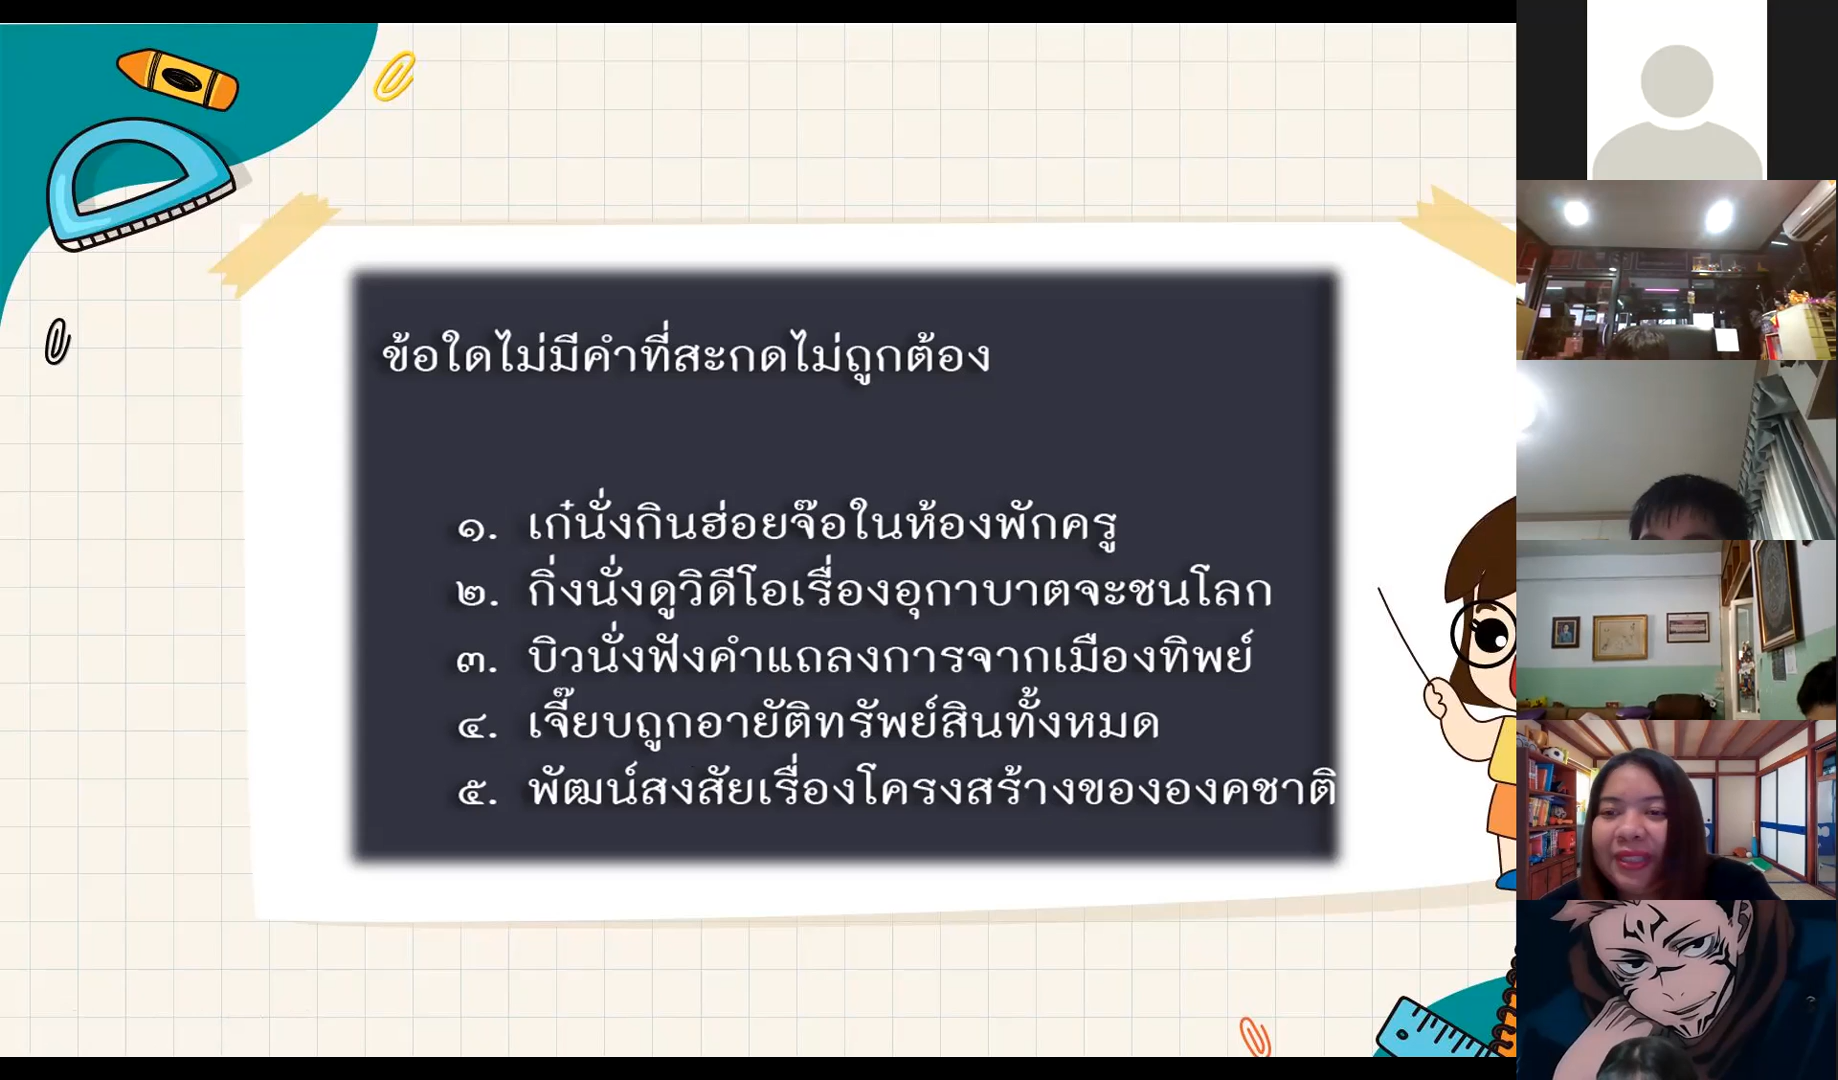 ข้อใดไม่มีคำที่สะกดไม่ถูกต้อง
๑. เก๋นั่งกินฮ่อยจ๊อในห้องพักครู
๒. กิ่งนั่งดูวิดีโอเรื่องอุกาบาตจะชนโลก
๓. บิวนั่งฟังคำแถลงการจากเมืองทิพย์
๔. เจี๊ยบถูกอายัติทรัพย์สินทั้งหมด
๕. พัฒน์สงสัยเรื่องโครงสร้างขององคชาติ